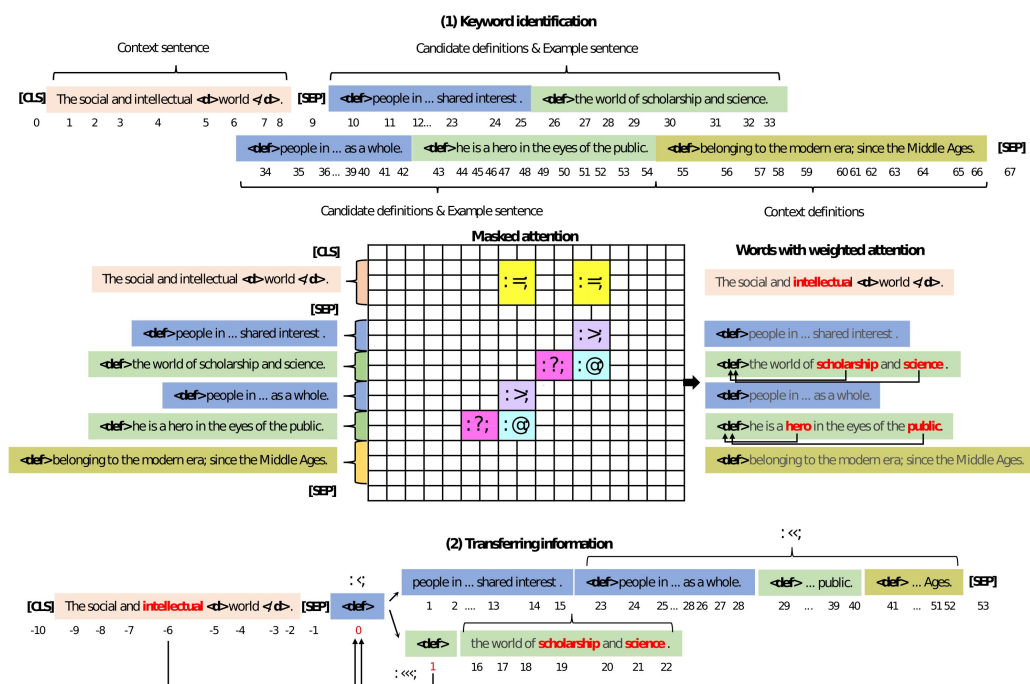 (1) Keyword identification
Context sentence
Candidate definitions & Example sentence
[CLS] The social and intellectual <d>world </d>. [SEP] <def>people in ... shared interest . <def>the world of scholarship and science.
0 1 2 3 4 5 6 7 8 9 10 11 12... 23 24 25 26 27 28 29 30 31 32 33
<def>people in ... as a whole. <def>he is a hero in the eyes of the public. <def>belonging to the modern era; since the Middle Ages. [SEP]
34 35 36... 39 40 41 42 43 44 45 46 47 48 49 50 51 52 53 54 55 56 57 58 59 60 61 62 63 64 65 66 67
Candidate definitions & Example sentence
Context definitions
Masked attention
Words with weighted attention
[CLS]
The social and intellectual <d>world </d>.
[SEP]
<def>people in ... shared interest .
<def>the world of scholarship and science.
<def>people in ... as a whole.
<def>he is a hero in the eyes of the public.
<def>belonging to the modern era; since the Middle Ages.
[SEP]
:=; :=;
:>;
:?; :@
:>;
:?; :@
The social and intellectual <d>world </d>.
<def>people in ... shared interest .
<def>the world of scholarship and science .
<def>people in ... as a whole.
<def>he is a hero in the eyes of the public.
<def>belonging to the modern era; since the Middle Ages.
(2) Transferring information
:<<;
:<;
people in ... shared interest . <def>people in ... as a whole. <def> ... public. <def> ... Ages. [SEP]
[CLS] The social and intellectual <d>world </d>. [SEP] <def>
1 2 .... 13 14 15 23 24 25... 28 26 27 28 29 ... 39 40 41 ... 51 52 53
-10 -9 -8 -7 -6 -5 -4 -3 -2 -1 0
<def> the world of scholarship and science .
:<<<; 1 16 17 18 19 20 21 22